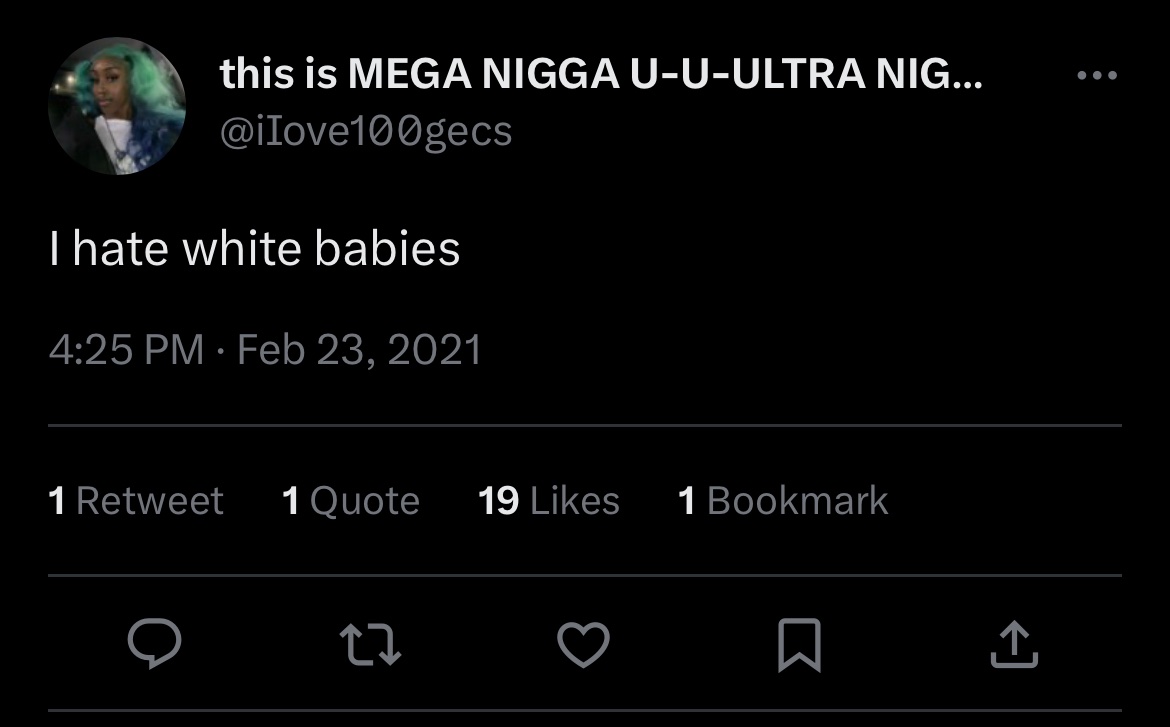 this is MEGA NIGGA U-U-ULTRA NIG...
@iIove100gecs
I hate white babies
4:25 PM · Feb 23, 2021
1 Retweet 1 Quote 19 Likes 1 Bookmark